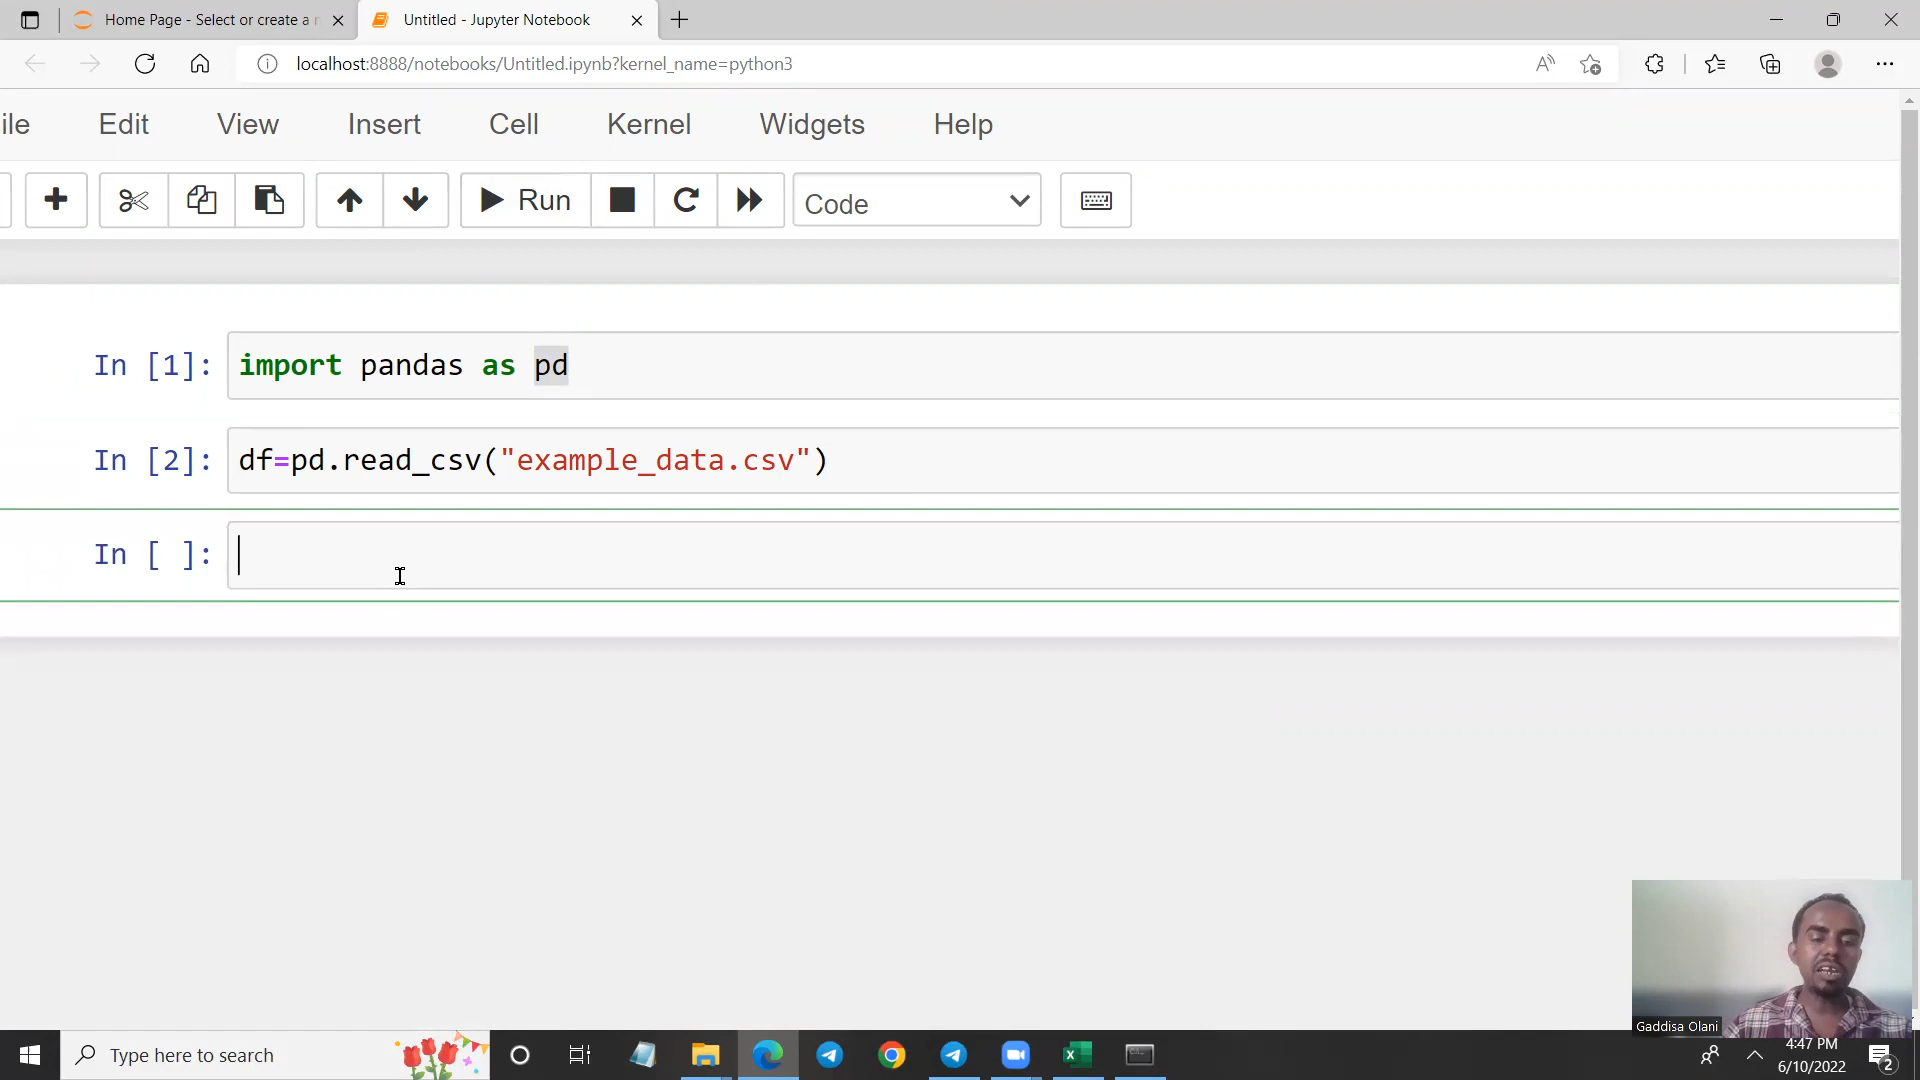 Home Page - Select or create a n
Untitled - Jupyter Notebook
localhost:8888/notebooks/Untitled.ipynb?kernel_name=python3
ile Edit View Insert Cell Kernel Widgets Help
Run Code
In [1]: import pandas as pd
In [2]: df=pd.read_csv("example_data.csv")
In [ ]:
Gaddisa Olani
Type here to search
4:47 PM
6/10/2022
2